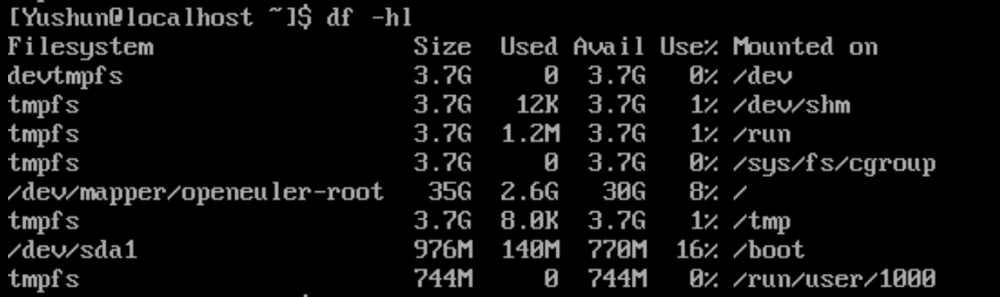 [Yushun@localhost ~]$ df -hl
Filesystem                  Size  Used Avail Use% Mounted on
devtmpfs                    3.7G     0  3.7G   0% /dev
tmpfs                       3.7G   12K  3.7G   1% /dev/shm
tmpfs                       3.7G  1.2M  3.7G   1% /run
tmpfs                       3.7G     0  3.7G   0% /sys/fs/cgroup
/dev/mapper/openeuler-root   35G  2.6G   30G   8% /
tmpfs                       3.7G  8.0K  3.7G   1% /tmp
/dev/sda1                   976M  140M  770M  16% /boot
tmpfs                       744M     0  744M   0% /run/user/1000